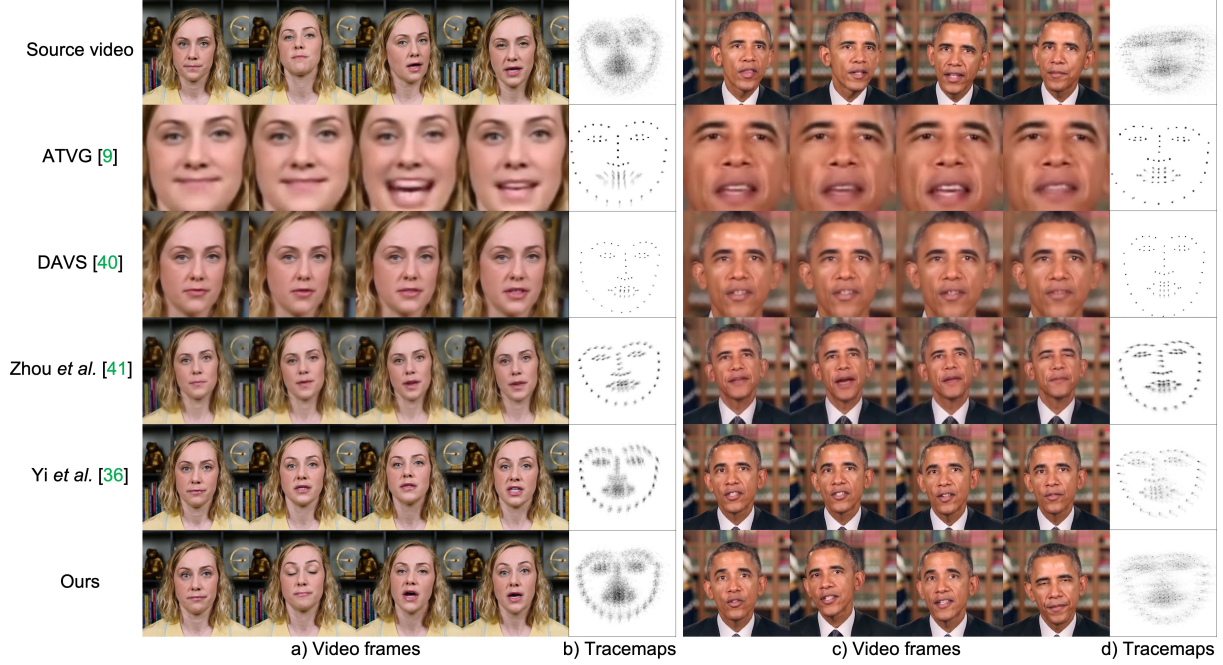 Source video
ATVG [9]
DAVS [40]
Zhou et al. [41]
Yi et al. [36]
Ours
a) Video frames
b) Tracemaps
c) Video frames
d) Tracemaps